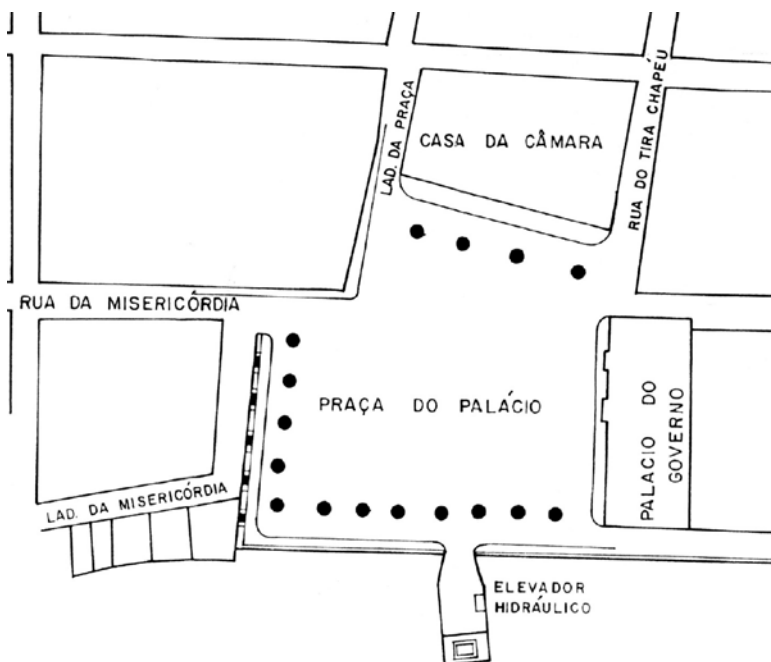 LAD. DA PRAÇA
CASA DA CÂMARA
RUA DO TIRA CHAPÉU
RUA DA MISERICÓRDIA
PRAÇA DO PALÁCIO
PALACIO DO
GOVERNO
LAD. DA MISERICÓRDIA
ELEVADOR
HIDRÁULICO